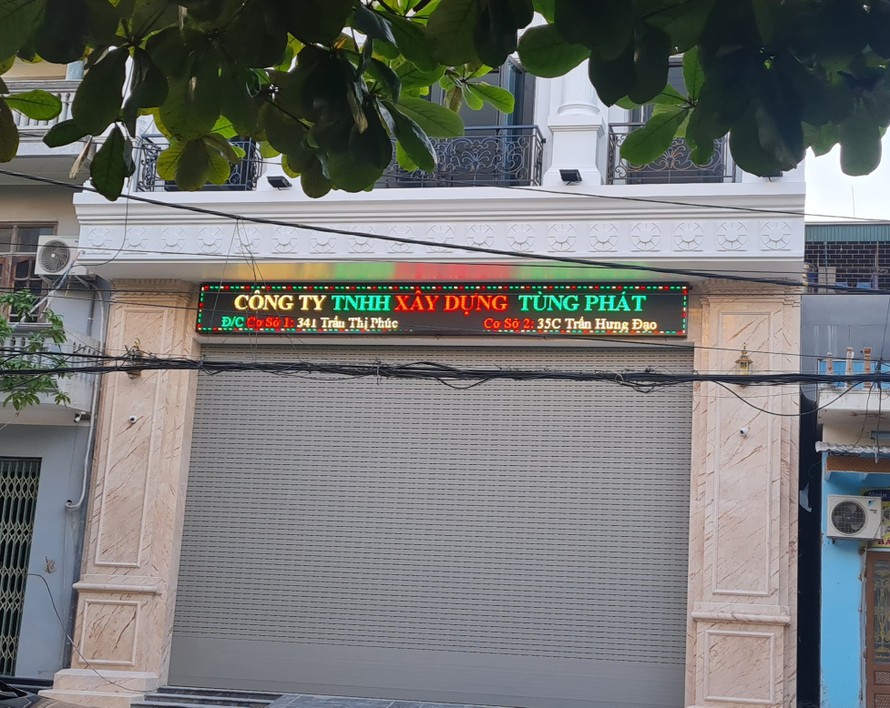 CÔNG TY TNHH XÂY DỰNG TÙNG PHÁT
Đ/C Cơ Sở 1: 341 Trần Thị Phúc Cơ Sở 2: 35C Trần Hưng Đạo